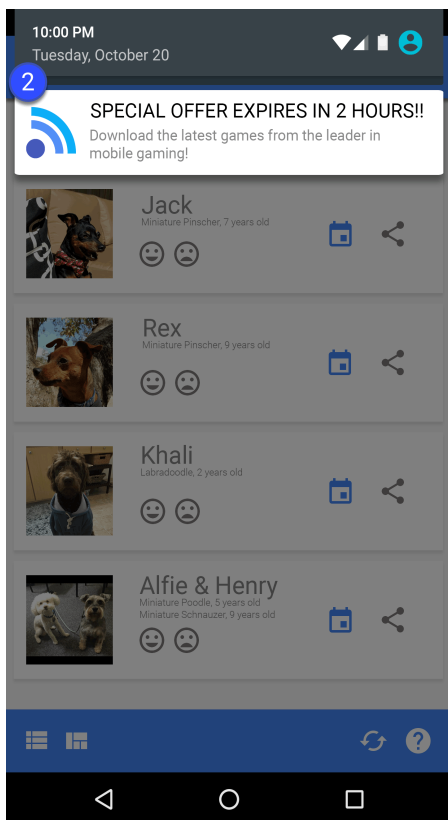 10:00 PM
Tuesday, October 20
2
SPECIAL OFFER EXPIRES IN 2 HOURS!!
Download the latest games from the leader in
mobile gaming!
Jack
Miniature Pinscher, 7 years old
Rex
Miniature Pinscher, 9 years old
Khali
Labradoodle, 2 years old
Alfie & Henry
Miniature Poodle, 5 years old
Miniature Schnauzer, 9 years old
?